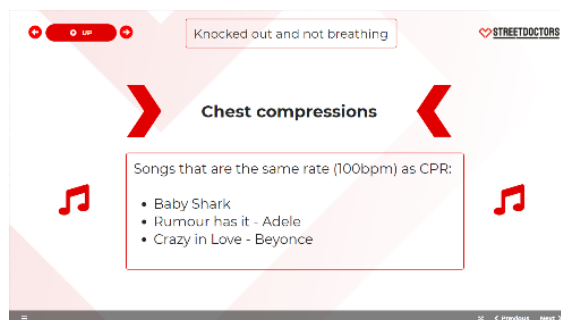 UP
Knocked out and not breathing
STREETDOCTORS
Chest compressions
Songs that are the same rate (100bpm) as CPR:
• Baby Shark
• Rumour has it - Adele
• Crazy in Love - Beyonce
Previous Next